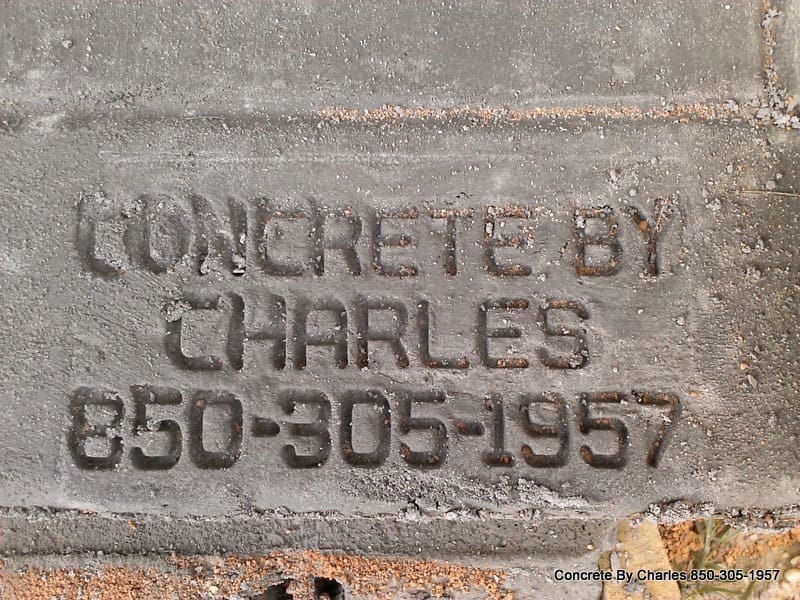 CONCRETE BY
CHARLES
850-305-1957
Concrete By Charles 850-305-1957